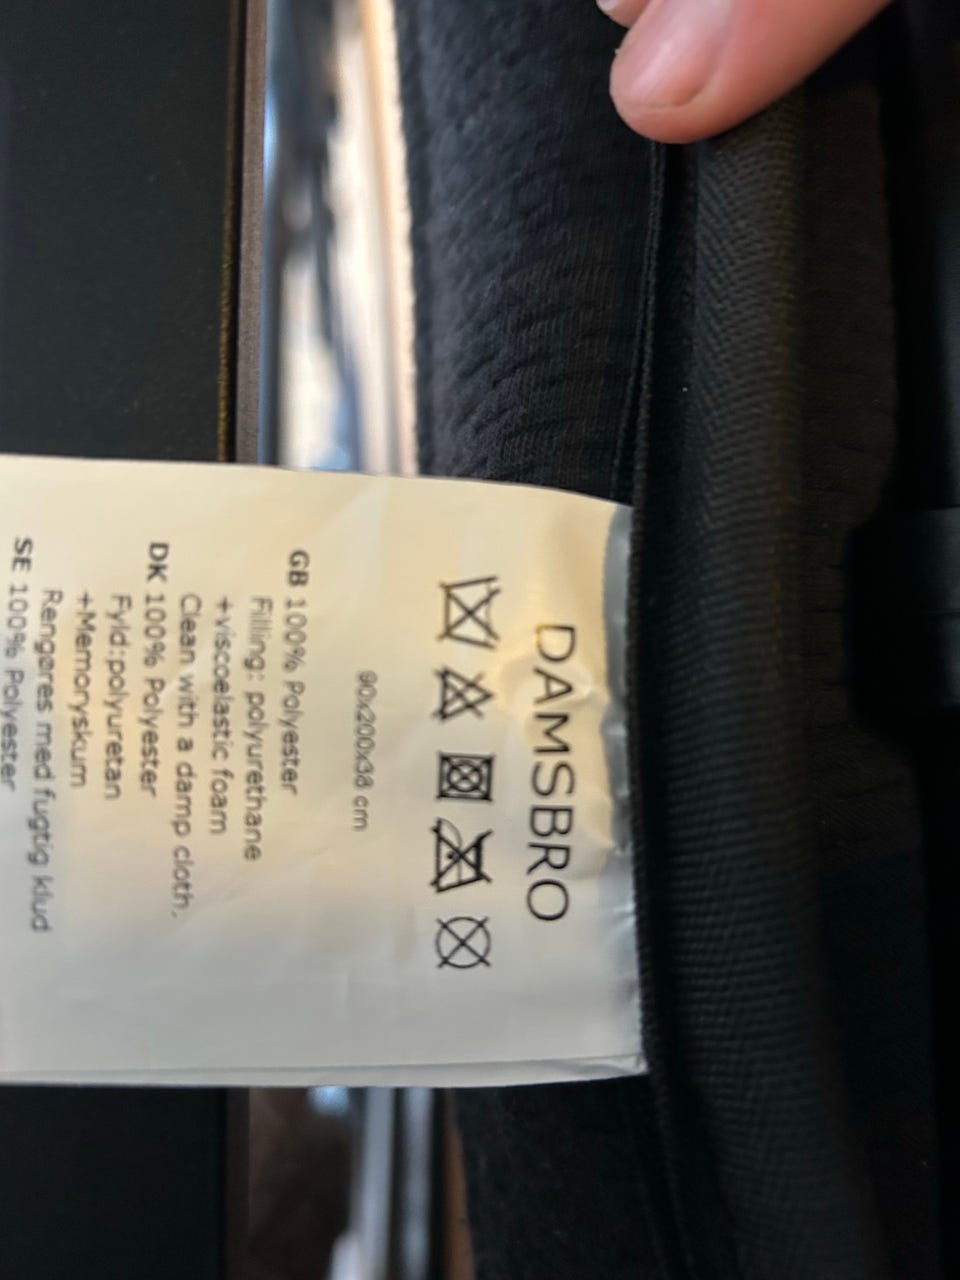 DAMSBRO
90x200x38 cm
GB 100% Polyester
Filling: polyurethane
+viscoelastic foam
Clean with a damp cloth.
DK 100% Polyester
Fyld:polyuretan
+Memoryskum
Rengøres med fugtig klud
SE 100% Polyester